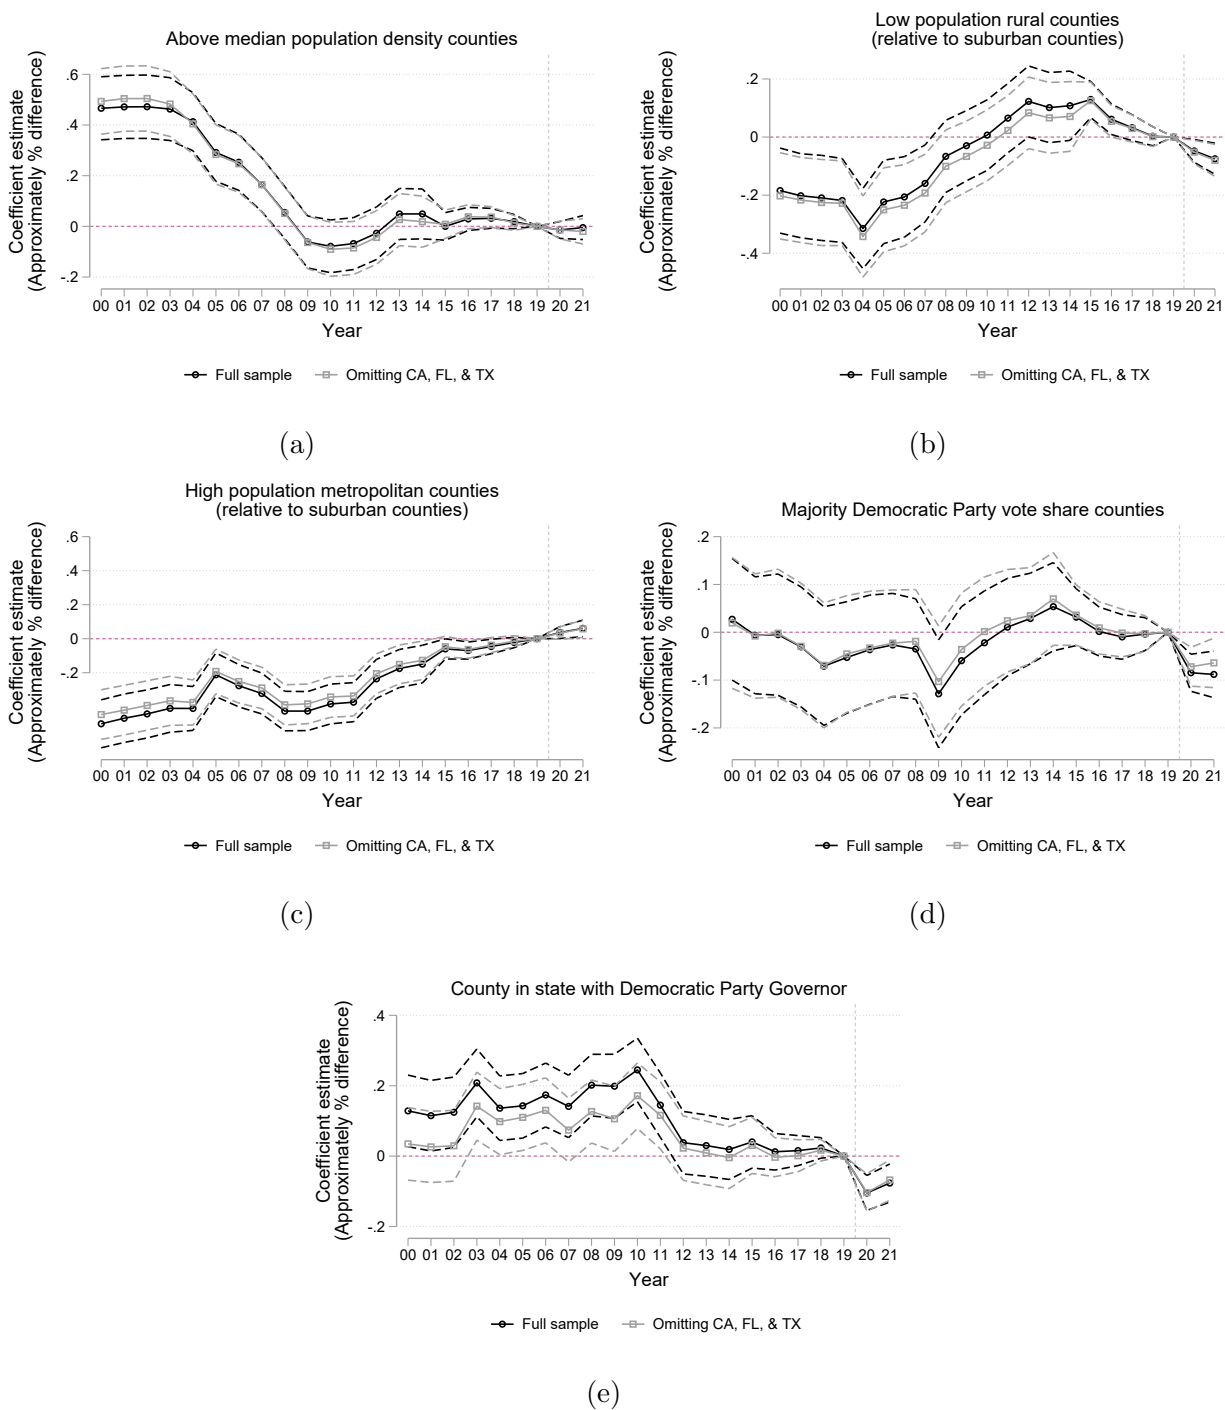 Above median population density counties
Coefficient estimate
(Approximately % difference)
.6
.4
.2
0
-.2
00 01 02 03 04 05 06 07 08 09 10 11 12 13 14 15 16 17 18 19 20 21
Year
Full sample Omitting CA, FL, & TX
(a)
Low population rural counties
(relative to suburban counties)
Coefficient estimate
(Approximately % difference)
.2
0
-.2
-.4
00 01 02 03 04 05 06 07 08 09 10 11 12 13 14 15 16 17 18 19 20 21
Year
Full sample Omitting CA, FL, & TX
(b)
High population metropolitan counties
(relative to suburban counties)
Coefficient estimate
(Approximately % difference)
.6
.4
.2
0
-.2
00 01 02 03 04 05 06 07 08 09 10 11 12 13 14 15 16 17 18 19 20 21
Year
Full sample Omitting CA, FL, & TX
(c)
Majority Democratic Party vote share counties
Coefficient estimate
(Approximately % difference)
.2
.1
0
-.1
-.2
00 01 02 03 04 05 06 07 08 09 10 11 12 13 14 15 16 17 18 19 20 21
Year
Full sample Omitting CA, FL, & TX
(d)
County in state with Democratic Party Governor
Coefficient estimate
(Approximately % difference)
.4
.2
0
-.2
00 01 02 03 04 05 06 07 08 09 10 11 12 13 14 15 16 17 18 19 20 21
Year
Full sample Omitting CA, FL, & TX
(e)